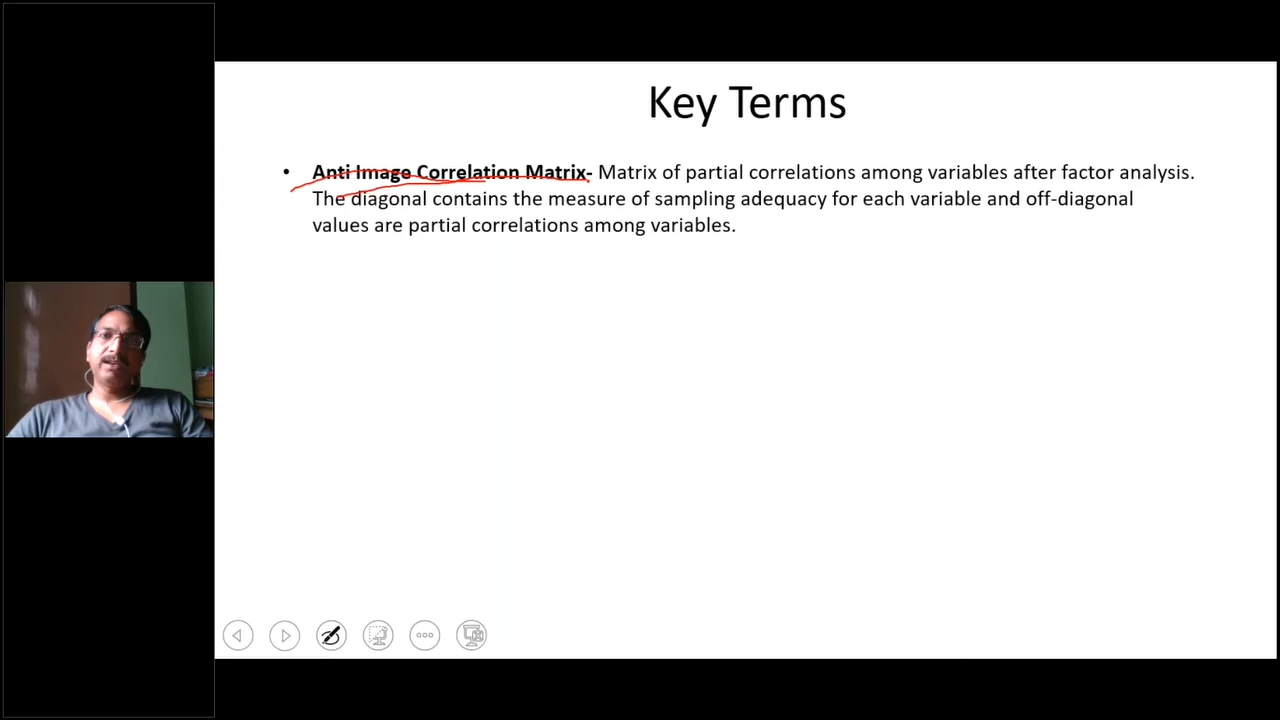 Key Terms
• Anti Image Correlation Matrix- Matrix of partial correlations among variables after factor analysis.
The diagonal contains the measure of sampling adequacy for each variable and off-diagonal
values are partial correlations among variables.